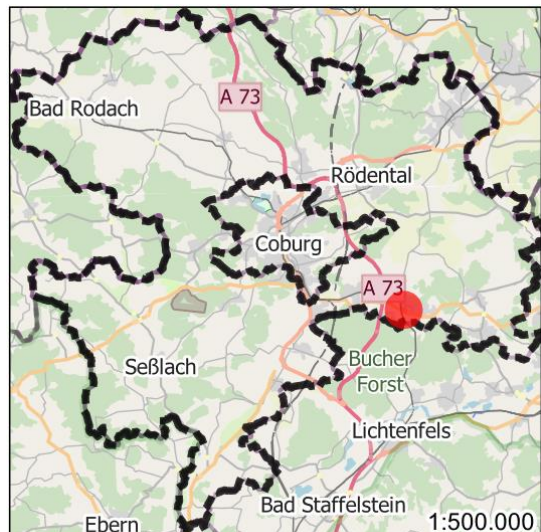 Bad Rodach
A 73
Rödental
Coburg
A 73
Seßlach
Bucher
Forst
Lichtenfels
Bad Staffelstein
Ebern
1:500.000